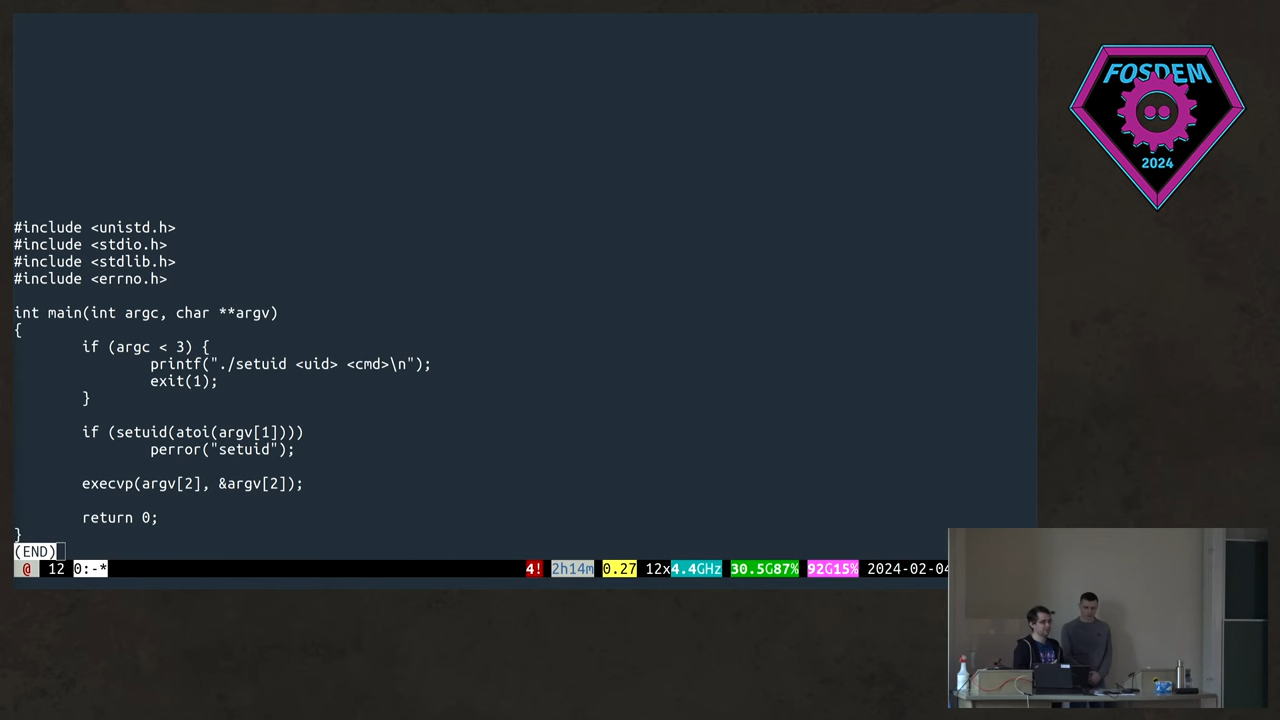 #include <unistd.h>
#include <stdio.h>
#include <stdlib.h>
#include <errno.h>
int main(int argc, char **argv)
{
if (argc < 3) {
printf("./setuid <uid> <cmd>\n");
exit(1);
}
if (setuid(atoi(argv[1])))
perror("setuid");
execvp(argv[2], &argv[2]);
return 0;
}
(END)
@ 12 0:-* 4! 2h14m 0.27 12x4.4GHz 30.5G87% 92G15% 2024-02-04
FOSDEM
2024